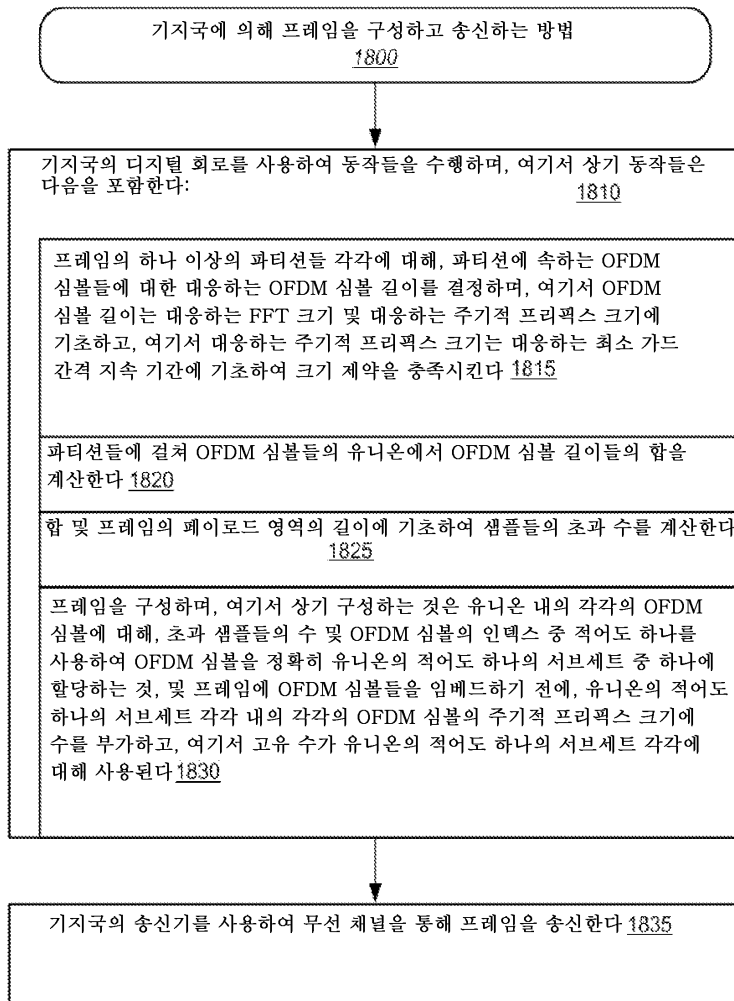 기지국에 의해 프레임을 구성하고 송신하는 방법
1800
기지국의 디지털 회로를 사용하여 동작들을 수행하며, 여기서 상기 동작들은
다음을 포함한다:
1810
프레임의 하나 이상의 파티션들 각각에 대해, 파티션에 속하는 OFDM
심볼들에 대한 대응하는 OFDM 심볼 길이를 결정하며, 여기서 OFDM
심볼 길이는 대응하는 FFT 크기 및 대응하는 주기적 프리픽스 크기에
기초하고, 여기서 대응하는 주기적 프리픽스 크기는 대응하는 최소 가드
간격 지속 기간에 기초하여 크기 제약을 충족시킨다 1815
파티션들에 걸쳐 OFDM 심볼들의 유니온에서 OFDM 심볼 길이들의 합을
계산한다 1820
합 및 프레임의 페이로드 영역의 길이에 기초하여 샘플들의 초과 수를 계산한다
1825
프레임을 구성하며, 여기서 상기 구성하는 것은 유니온 내의 각각의 OFDM
심볼에 대해, 초과 샘플들의 수 및 OFDM 심볼의 인덱스 중 적어도 하나를
사용하여 OFDM 심볼을 정확히 유니온의 적어도 하나의 서브세트 중 하나에
할당하는 것, 및 프레임에 OFDM 심볼들을 임베드하기 전에, 유니온의 적어도
하나의 서브세트 각각 내의 각각의 OFDM 심볼의 주기적 프리픽스 크기에
수를 부가하고, 여기서 고유 수가 유니온의 적어도 하나의 서브세트 각각에
대해 사용된다 1830
기지국의 송신기를 사용하여 무선 채널을 통해 프레임을 송신한다 1835